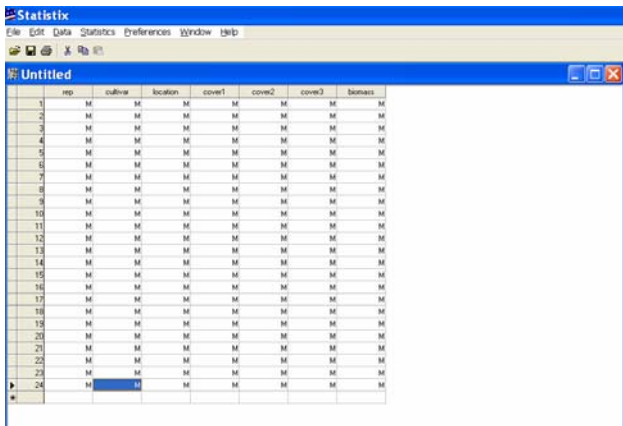 Statistix
File Edit Data Statistics Preferences Window Help
Untitled
rep cultivar location cover1 cover2 cover3 biomass
1 M M M M M M M
2 M M M M M M M
3 M M M M M M M
4 M M M M M M M
5 M M M M M M M
6 M M M M M M M
7 M M M M M M M
8 M M M M M M M
9 M M M M M M M
10 M M M M M M M
11 M M M M M M M
12 M M M M M M M
13 M M M M M M M
14 M M M M M M M
15 M M M M M M M
16 M M M M M M M
17 M M M M M M M
18 M M M M M M M
19 M M M M M M M
20 M M M M M M M
21 M M M M M M M
22 M M M M M M M
23 M M M M M M M
24 M M M M M M M